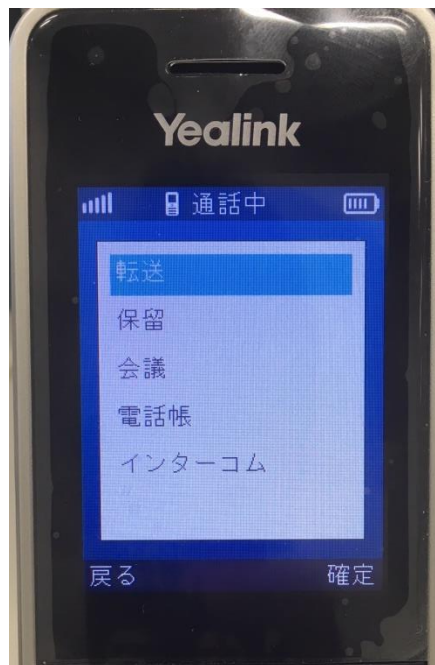 Yealink
通話中
転送
保留
会議
電話帳
インターコム
戻る 確定